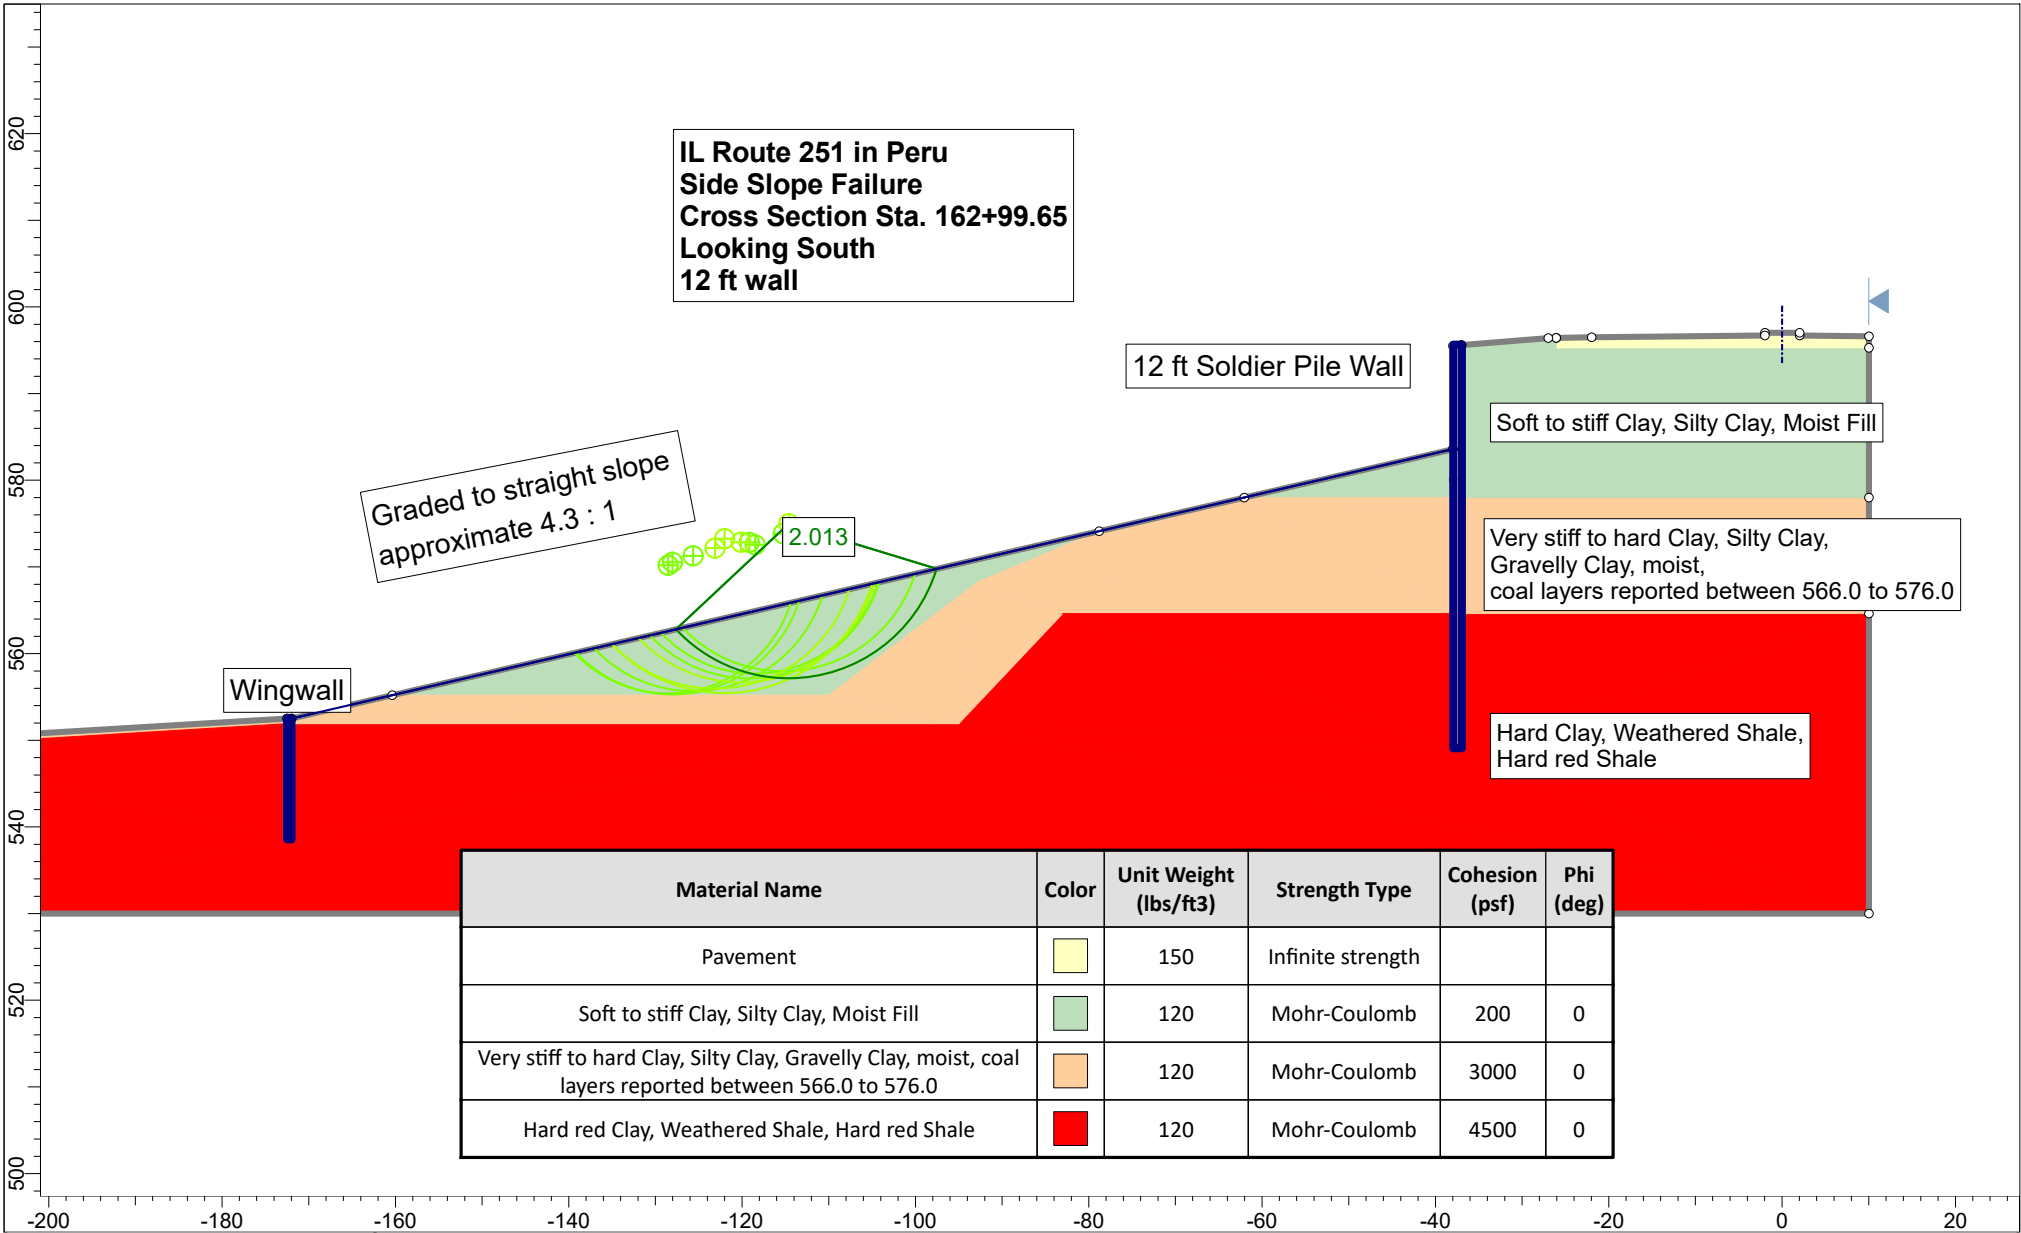 IL Route 251 in Peru
Side Slope Failure
Cross Section Sta. 162+99.65
Looking South
12 ft wall
12 ft Soldier Pile Wall
Soft to stiff Clay, Silty Clay, Moist Fill
Graded to straight slope
approximate 4.3 : 1
2.013
Very stiff to hard Clay, Silty Clay,
Gravelly Clay, moist,
coal layers reported between 566.0 to 576.0
Wingwall
Hard Clay, Weathered Shale,
Hard red Shale
Material Name Color Unit Weight (lbs/ft3) Strength Type Cohesion (psf) Phi (deg)
Pavement 150 Infinite strength
Soft to stiff Clay, Silty Clay, Moist Fill 120 Mohr-Coulomb 200 0
Very stiff to hard Clay, Silty Clay, Gravelly Clay, moist, coal
layers reported between 566.0 to 576.0 120 Mohr-Coulomb 3000 0
Hard red Clay, Weathered Shale, Hard red Shale 120 Mohr-Coulomb 4500 0
620
600
580
560
540
520
500
-200 -180 -160 -140 -120 -100 -80 -60 -40 -20 0 20